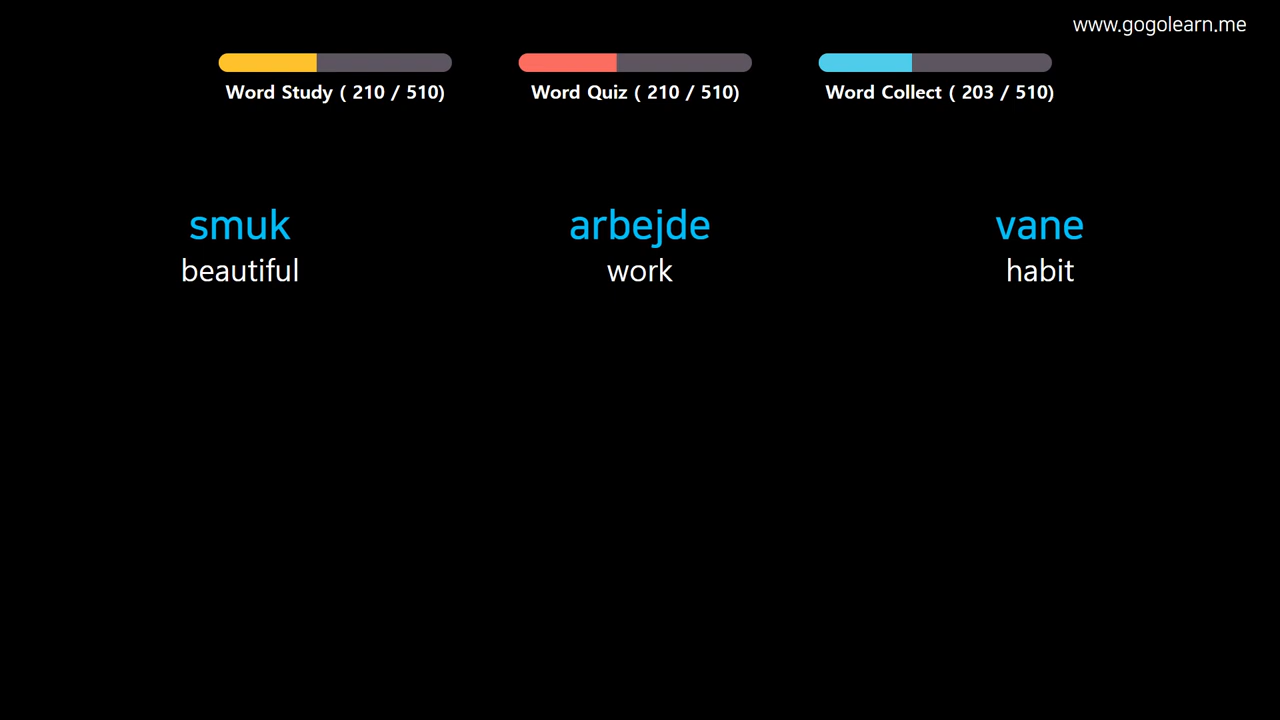 www.gogolearn.me
Word Study ( 210 / 510)
Word Quiz ( 210 / 510)
Word Collect ( 203 / 510)
smuk
beautiful
arbejde
work
vane
habit